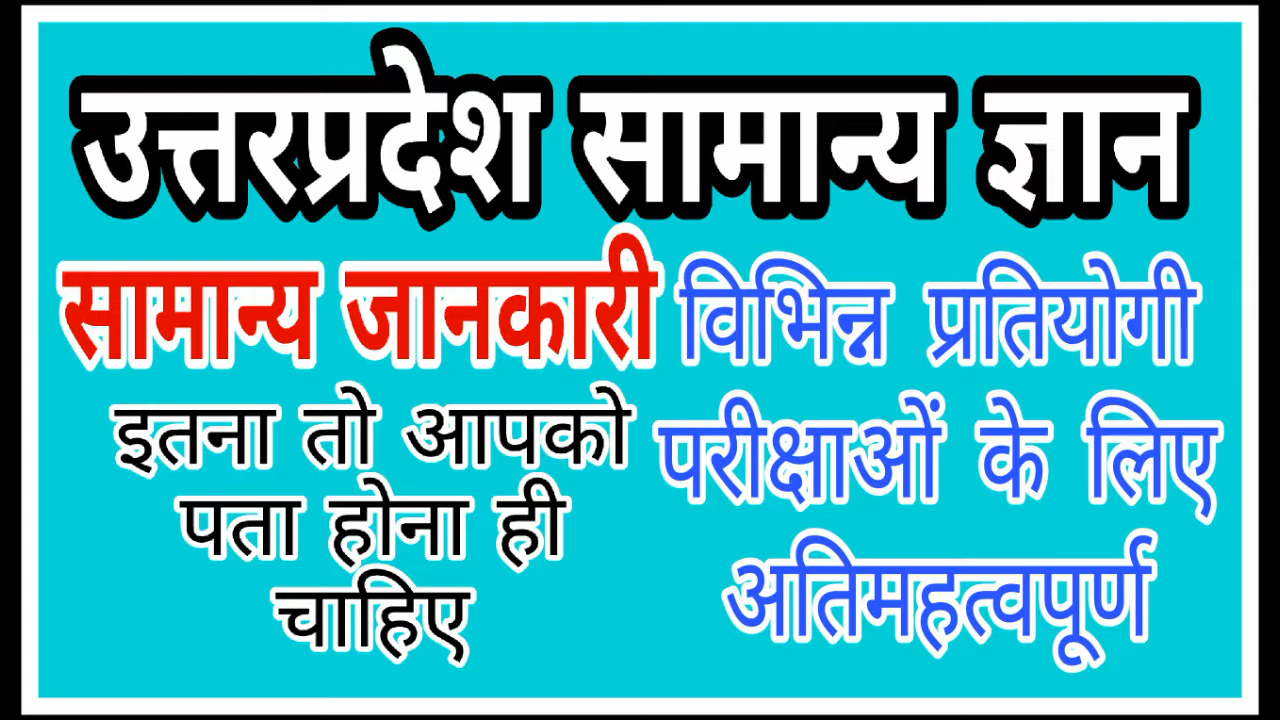 उत्तरप्रदेश सामान्य ज्ञान
सामान्य जानकारी
इतना तो आपको
पता होना ही
चाहिए
विभिन्न प्रतियोगी
परीक्षाओं के लिए
अतिमहत्वपूर्ण